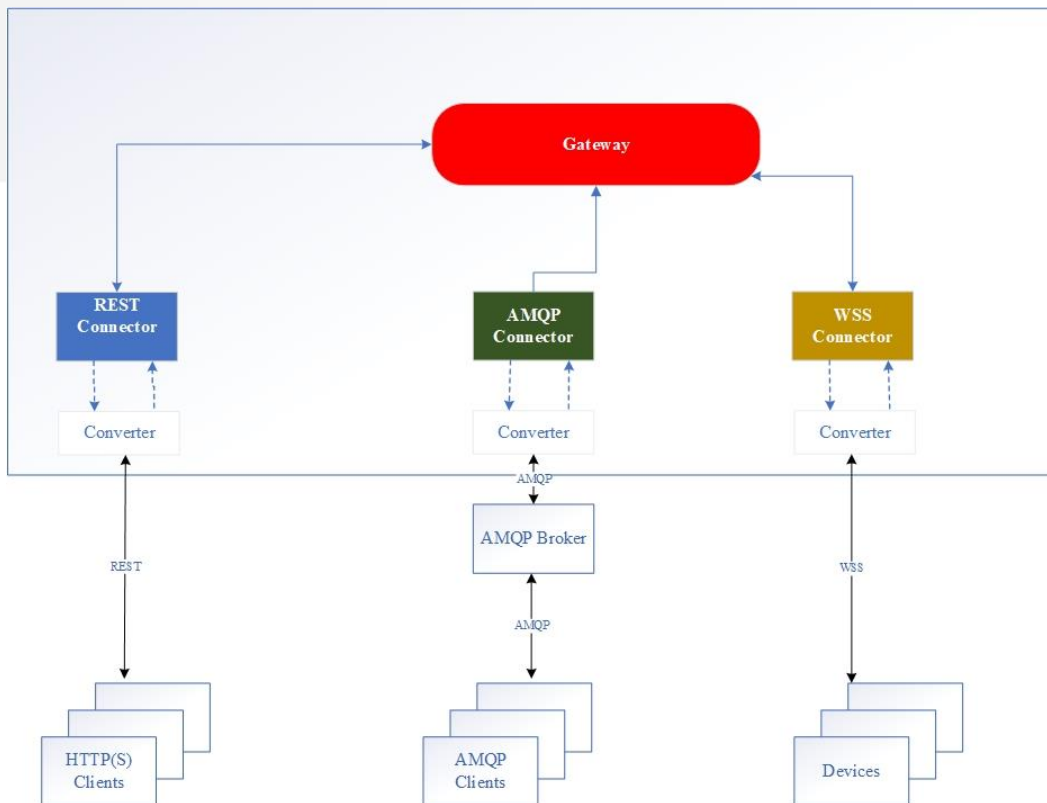 Gateway
REST
Connector
AMQP
Connector
WSS
Connector
Converter
Converter
Converter
AMQP
AMQP Broker
REST
WSS
AMQP
HTTP(S)
Clients
AMQP
Clients
Devices